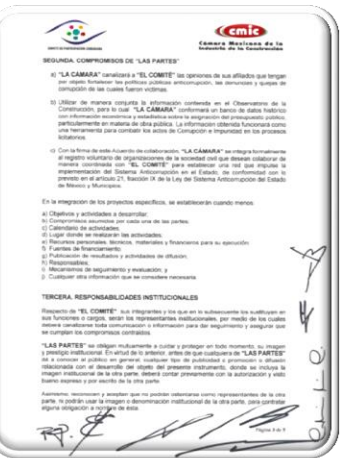 COMITÉ DE PARTICIPACIÓN CIUDADANA
cmic
Cámara Mexicana de la
Industria de la Construcción
SEGUNDA. COMPROMISOS DE "LAS PARTES"
a) "LA CÁMARA" canalizará a "EL COMITÉ" las opiniones de sus afiliados que tengan
por objeto fortalecer las políticas públicas anticorrupción, las denuncias y quejas de
corrupción de las cuales fueron víctimas.
b) Utilizar de manera conjunta la información contenida en el Observatorio de la
Construcción, para lo cual "LA CÁMARA" conformará un banco de datos histórico
con información económica y estadística sobre la asignación del presupuesto público,
particularmente en materia de obra pública. La información obtenida funcionará como
una herramienta para combatir los actos de Corrupción e Impunidad en los procesos
licitatorios.
c) Con la firma de este Acuerdo de colaboración, "LA CÁMARA" se integra formalmente
al registro voluntario de organizaciones de la sociedad civil que desean colaborar de
manera coordinada con "EL COMITÉ" para establecer una red que impulse la
implementación del Sistema Anticorrupción en el Estado, de conformidad con lo
previsto en el artículo 21, fracción IX de la Ley del Sistema Anticorrupción del Estado
de México y Municipios.
En la integración de los proyectos específicos, se establecerán cuando menos:
a) Objetivos y actividades a desarrollar;
b) Compromisos asumidos por cada una de las partes;
c) Calendario de actividades;
d) Lugar donde se realizarán las actividades;
e) Recursos personales, técnicos, materiales y financieros para su ejecución;
f) Fuentes de financiamiento;
g) Publicación de resultados y actividades de difusión;
h) Responsables;
i) Mecanismos de seguimiento y evaluación; y
j) Cualquier otra información que se considere necesaria.
TERCERA. RESPONSABILIDADES INSTITUCIONALES
Respecto de "EL COMITÉ" sus integrantes y los que en lo subsecuente los sustituyan en
sus funciones o cargos, serán los representantes institucionales, por medio de los cuales
deberá canalizarse toda comunicación o información para dar seguimiento y asegurar que
se cumplan los compromisos contraídos.
"LAS PARTES" se obligan mutuamente a cuidar y proteger en todo momento, su imagen
y prestigio institucional. En virtud de lo anterior, antes de que cualquiera de "LAS PARTES"
dé a conocer al público en general, cualquier tipo de publicidad o promoción o difusión
relacionada con el desarrollo del objeto del presente instrumento, donde se incluya la
imagen institucional de la otra parte, deberá contar previamente con la autorización y visto
bueno expreso y por escrito de la otra parte.
Asimismo, reconocen y aceptan que no podrán ostentarse como representantes de la otra
parte, ni podrán usar la imagen o denominación institucional de la otra parte, para contratar
alguna obligación a nombre de ésta.